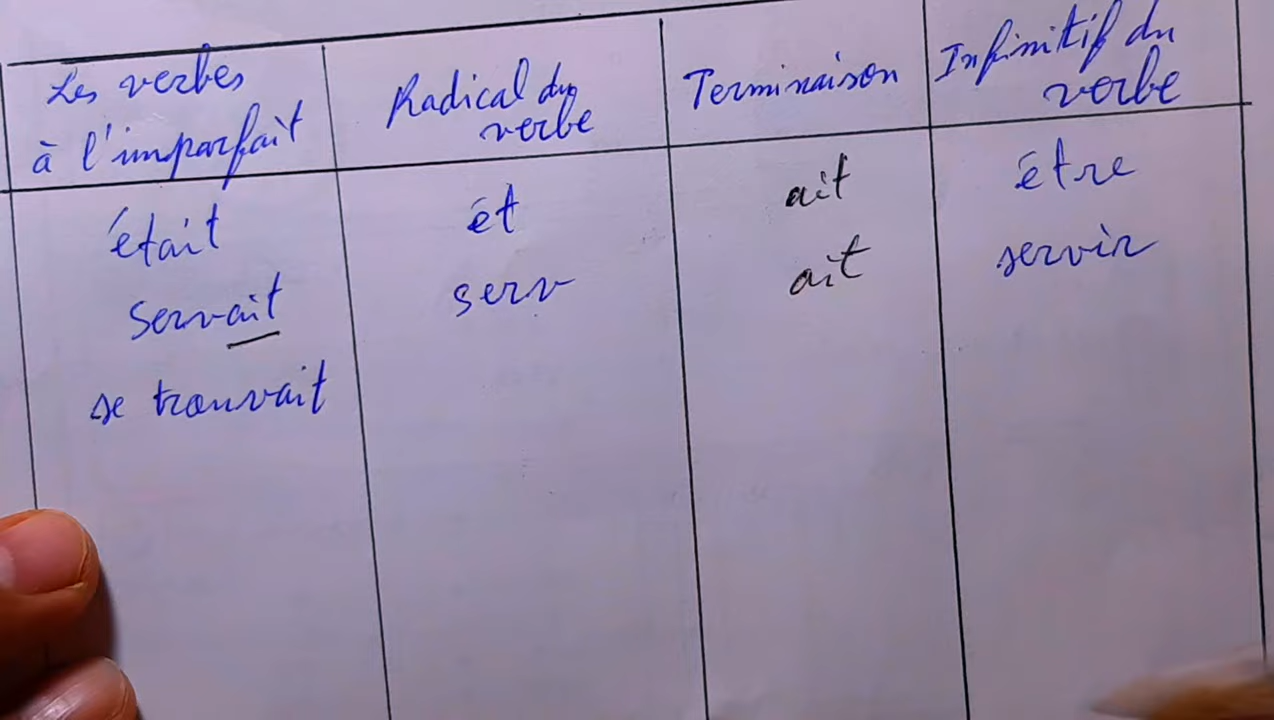 Les verbes à l'imparfait
Radical du verbe
Terminaison
Infinitif du verbe
était
ét
ait
être
servait
serv
ait
servir
se trouvait